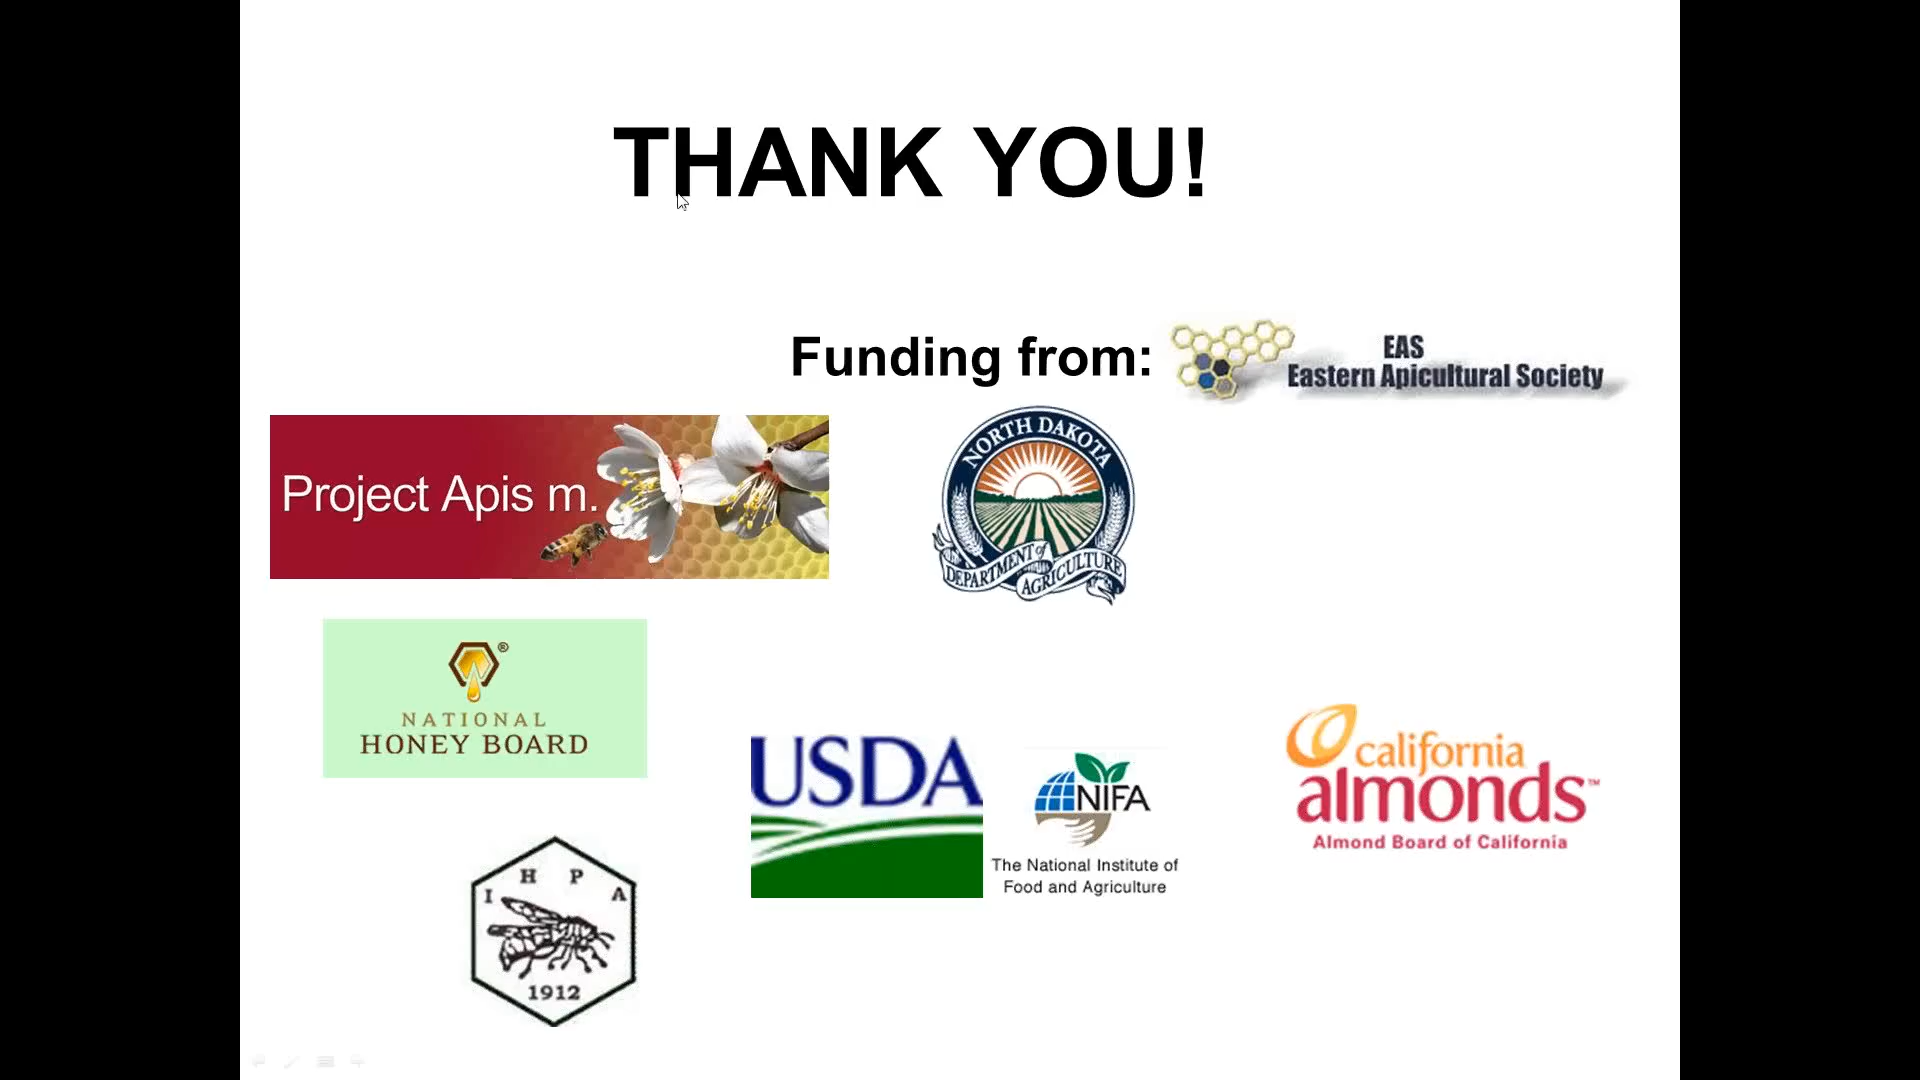 THANK YOU!
Funding from:
EAS
Eastern Apicultural Society
Project Apis m.
NORTH DAKOTA
DEPARTMENT of AGRICULTURE
NATIONAL
HONEY BOARD
®
USDA
NIFA
The National Institute of
Food and Agriculture
california
almonds™
Almond Board of California
I H P A
1912